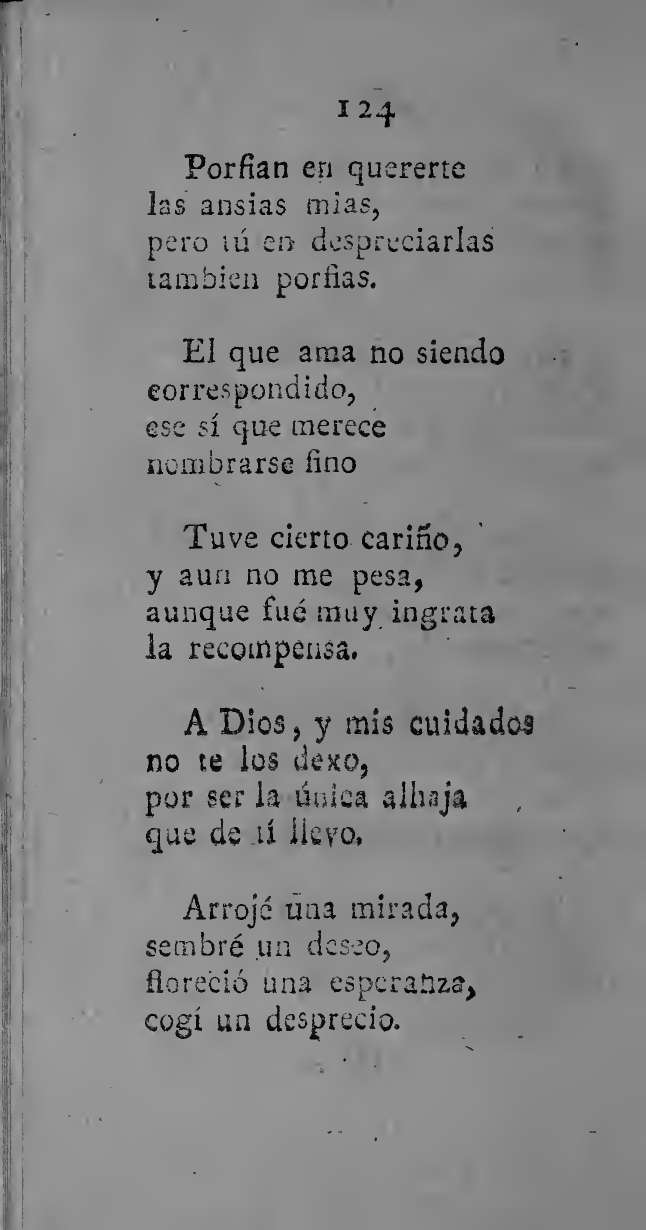 124
Porfian en quererte
las ansias mias,
pero tú en despreciarlas
tambien porfias.
El que ama no siendo
correspondido,
ese sí que merece
nombrarse fino
Tuve cierto cariño,
y aun no me pesa,
aunque fué muy ingrata
la recompensa.
A Dios, y mis cuidados
no te los dexo,
por ser la única alhaja
que de tí llevo.
Arrojé una mirada,
sembré un deseo,
floreció una esperanza,
cogí un desprecio.